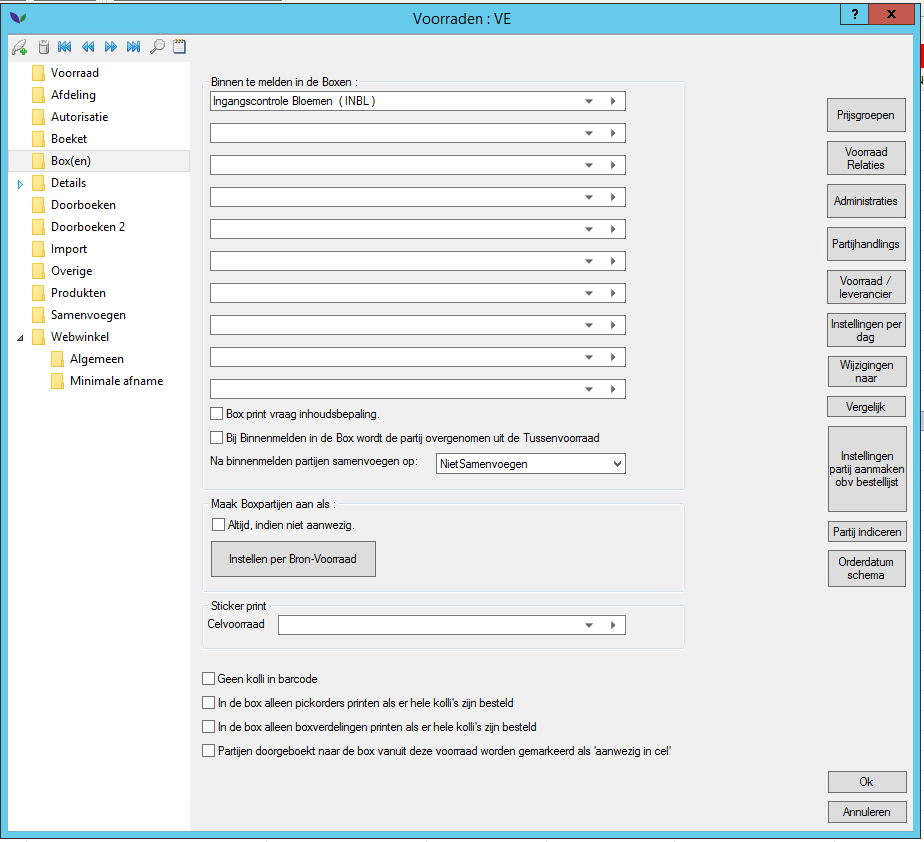 Voorraden : VE
?
x
Voorraad
Afdeling
Autorisatie
Boeket
Box(en)
Details
Doorboeken
Doorboeken 2
Import
Overige
Produkten
Samenvoegen
Webwinkel
Algemeen
Minimale afname
Binnen te melden in de Boxen :
Ingangscontrole Bloemen ( INBL )
Box print vraag inhoudsbepaling.
Bij Binnenmelden in de Box wordt de partij overgenomen uit de Tussenvoorraad
Na binnenmelden partijen samenvoegen op: NietSamenvoegen
Maak Boxpartijen aan als :
Altijd, indien niet aanwezig.
Instellen per Bron-Voorraad
Sticker print
Celvoorraad
Geen kolli in barcode
In de box alleen pickorders printen als er hele kolli's zijn besteld
In de box alleen boxverdelingen printen als er hele kolli's zijn besteld
Partijen doorgeboekt naar de box vanuit deze voorraad worden gemarkeerd als 'aanwezig in cel'
Prijsgroepen
Voorraad
Relaties
Administraties
Partijhandlings
Voorraad /
leverancier
Instellingen per
dag
Wijzigingen
naar
Vergelijk
Instellingen
partij aanmaken
obv bestellijst
Partij indiceren
Orderdatum
schema
Ok
Annuleren